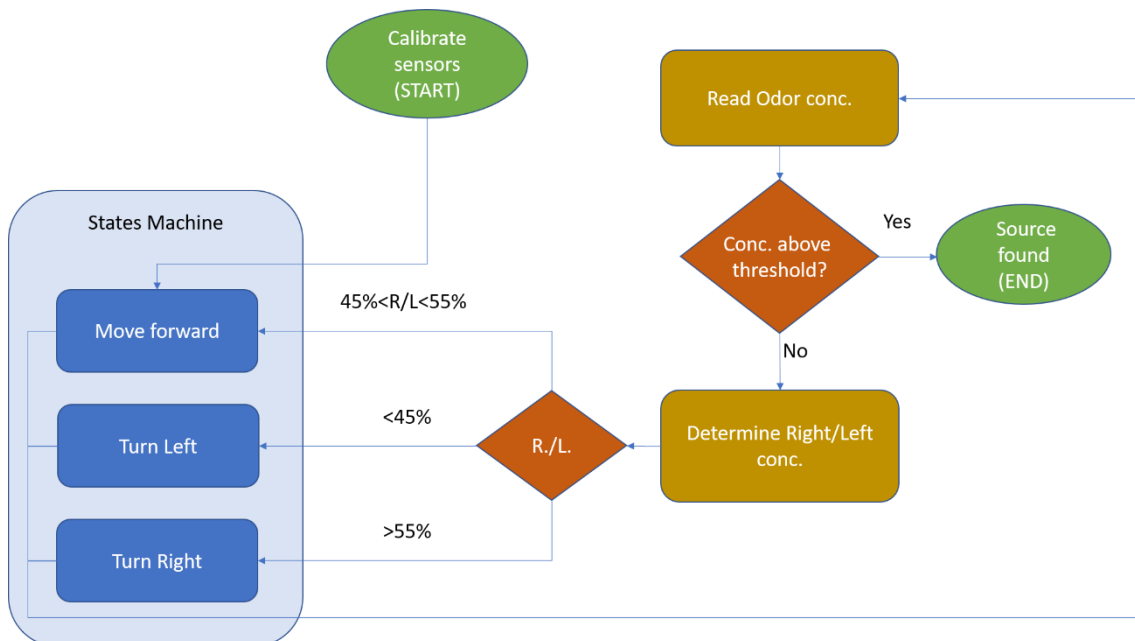 Calibrate
sensors
(START)
Read Odor conc.
States Machine
Conc. above
threshold?
Yes
Source
found
(END)
45%<R/L<55%
Move forward
No
<45%
Turn Left
R./L.
Determine Right/Left
conc.
>55%
Turn Right